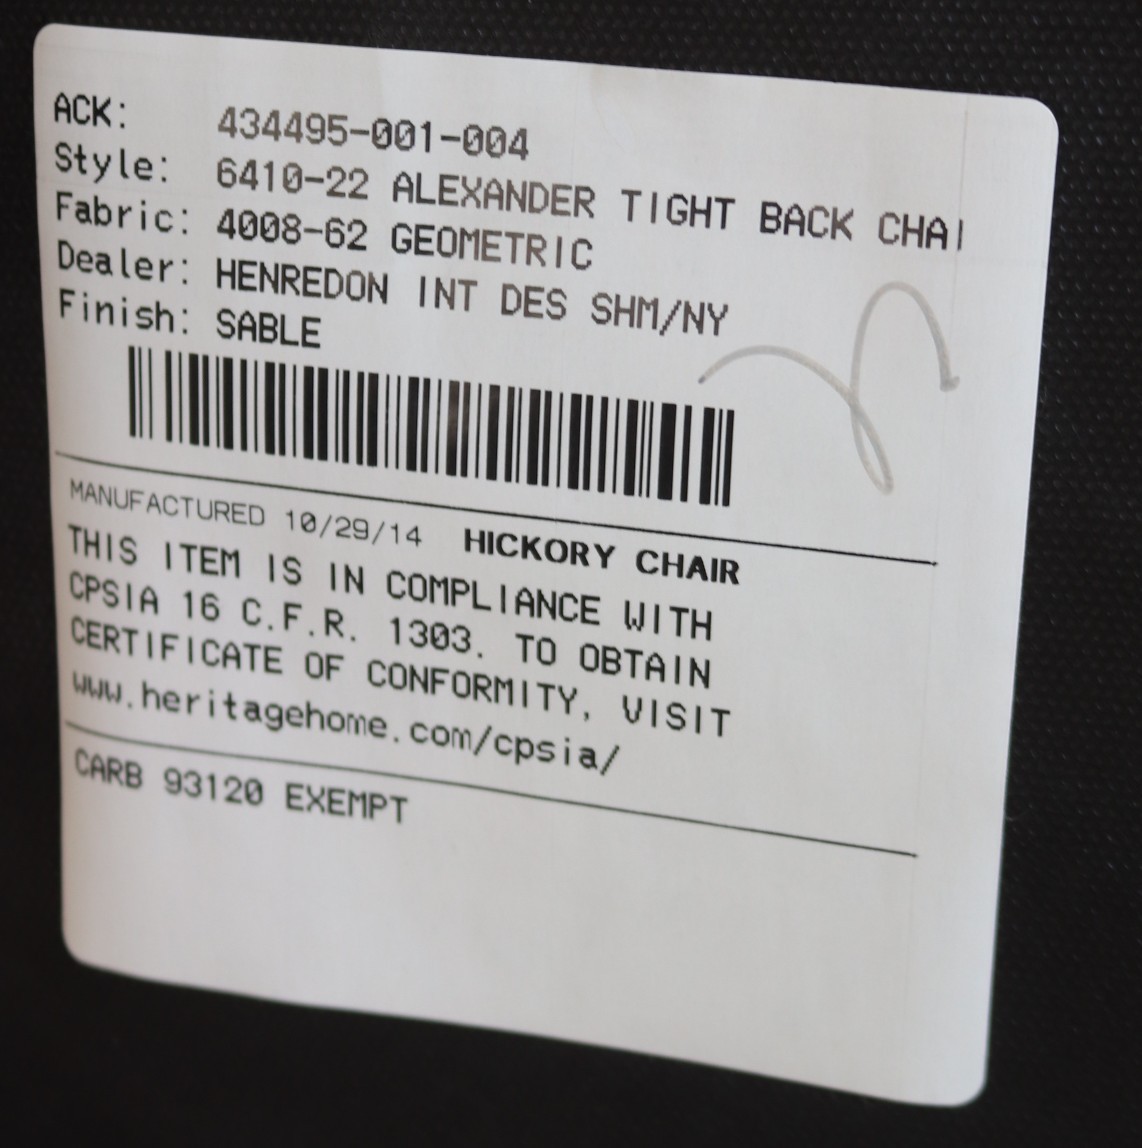 ACK: 434495-001-004
Style: 6410-22 ALEXANDER TIGHT BACK CHAI
Fabric: 4008-62 GEOMETRIC
Dealer: HENREDON INT DES SHM/NY
Finish: SABLE
MANUFACTURED 10/29/14 HICKORY CHAIR
THIS ITEM IS IN COMPLIANCE WITH
CPSIA 16 C.F.R. 1303. TO OBTAIN
CERTIFICATE OF CONFORMITY, VISIT
www.heritagehome.com/cpsia/
CARB 93120 EXEMPT